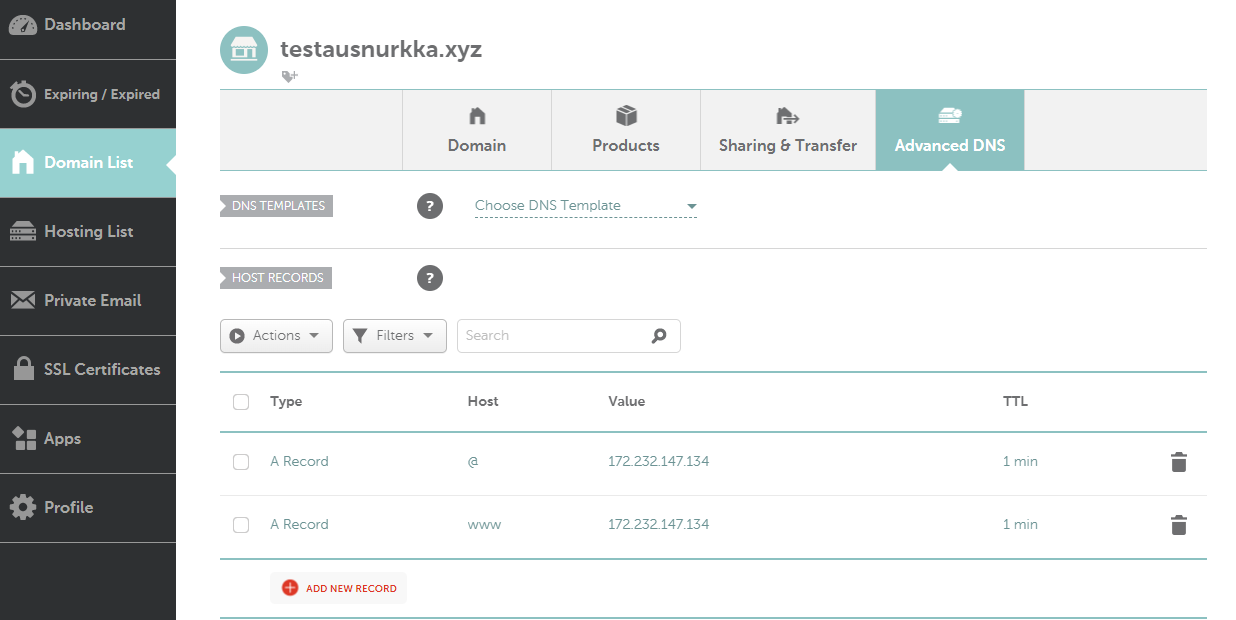 Dashboard
Expiring / Expired
Domain List
Hosting List
Private Email
SSL Certificates
Apps
Profile
testausnurkka.xyz
Domain
Products
Sharing & Transfer
Advanced DNS
DNS TEMPLATES ? Choose DNS Template
HOST RECORDS ?
Actions Filters Search
Type Host Value TTL
A Record @ 172.232.147.134 1 min
A Record www 172.232.147.134 1 min
ADD NEW RECORD